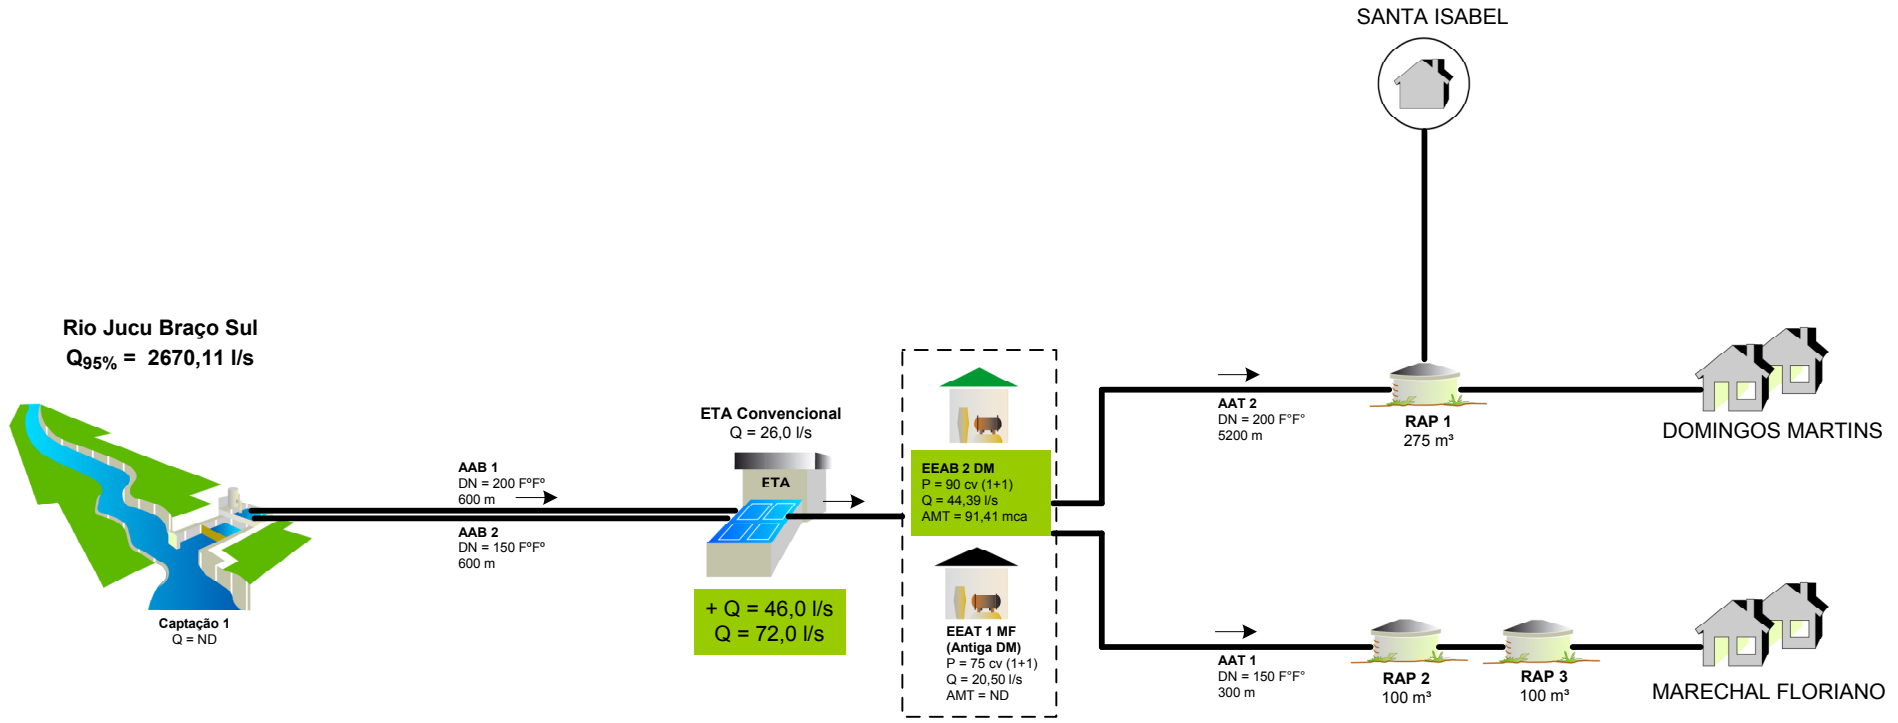 SANTA ISABEL
Rio Jucu Braço Sul
Q95% = 2670,11 l/s
Captação 1
Q = ND
AAB 1
DN = 200 FºFº
600 m
AAB 2
DN = 150 FºFº
600 m
ETA Convencional
Q = 26,0 l/s
ETA
+ Q = 46,0 l/s
Q = 72,0 l/s
EEAB 2 DM
P = 90 cv (1+1)
Q = 44,39 l/s
AMT = 91,41 mca
EEAT 1 MF
(Antiga DM)
P = 75 cv (1+1)
Q = 20,50 l/s
AMT = ND
AAT 2
DN = 200 F°F°
5200 m
RAP 1
275 m³
DOMINGOS MARTINS
AAT 1
DN = 150 F°F°
300 m
RAP 2
100 m³
RAP 3
100 m³
MARECHAL FLORIANO